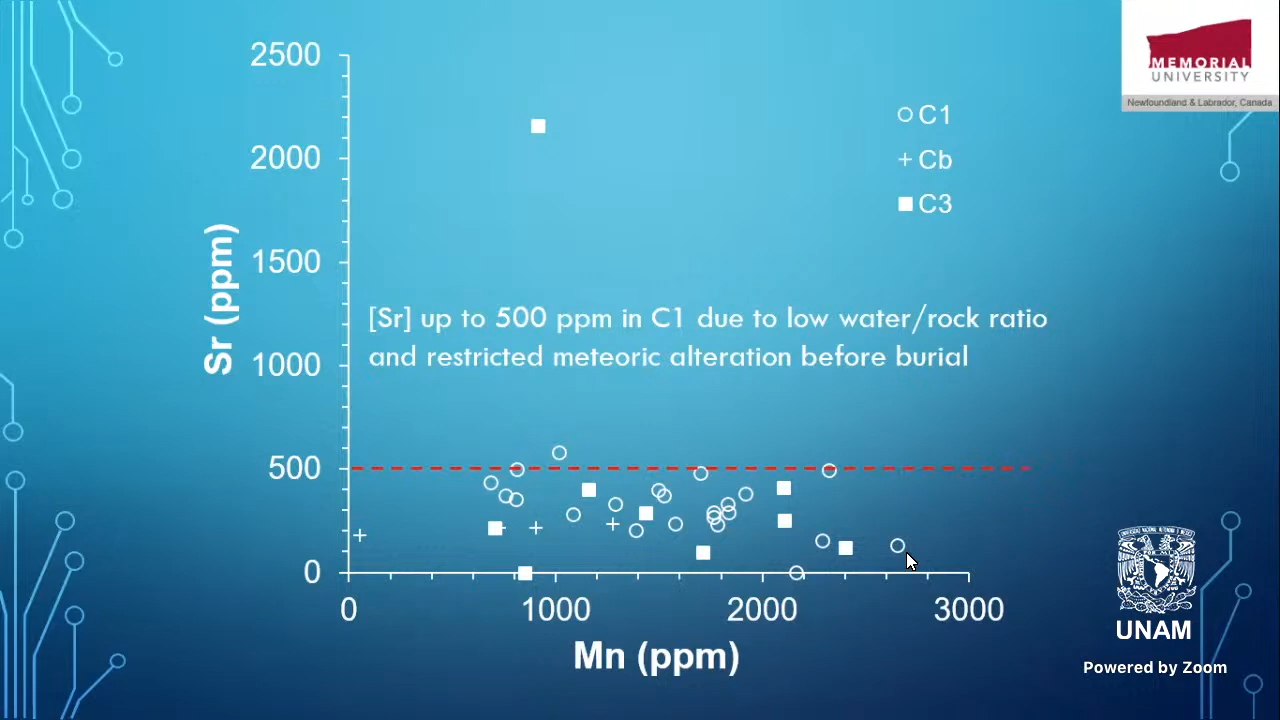 2500
2000
1500
1000
500
0
Sr (ppm)
0 1000 2000 3000
Mn (ppm)
C1
Cb
C3
[Sr] up to 500 ppm in C1 due to low water/rock ratio
and restricted meteoric alteration before burial
MEMORIAL
UNIVERSITY
Newfoundland & Labrador, Canada
UNAM
Powered by Zoom